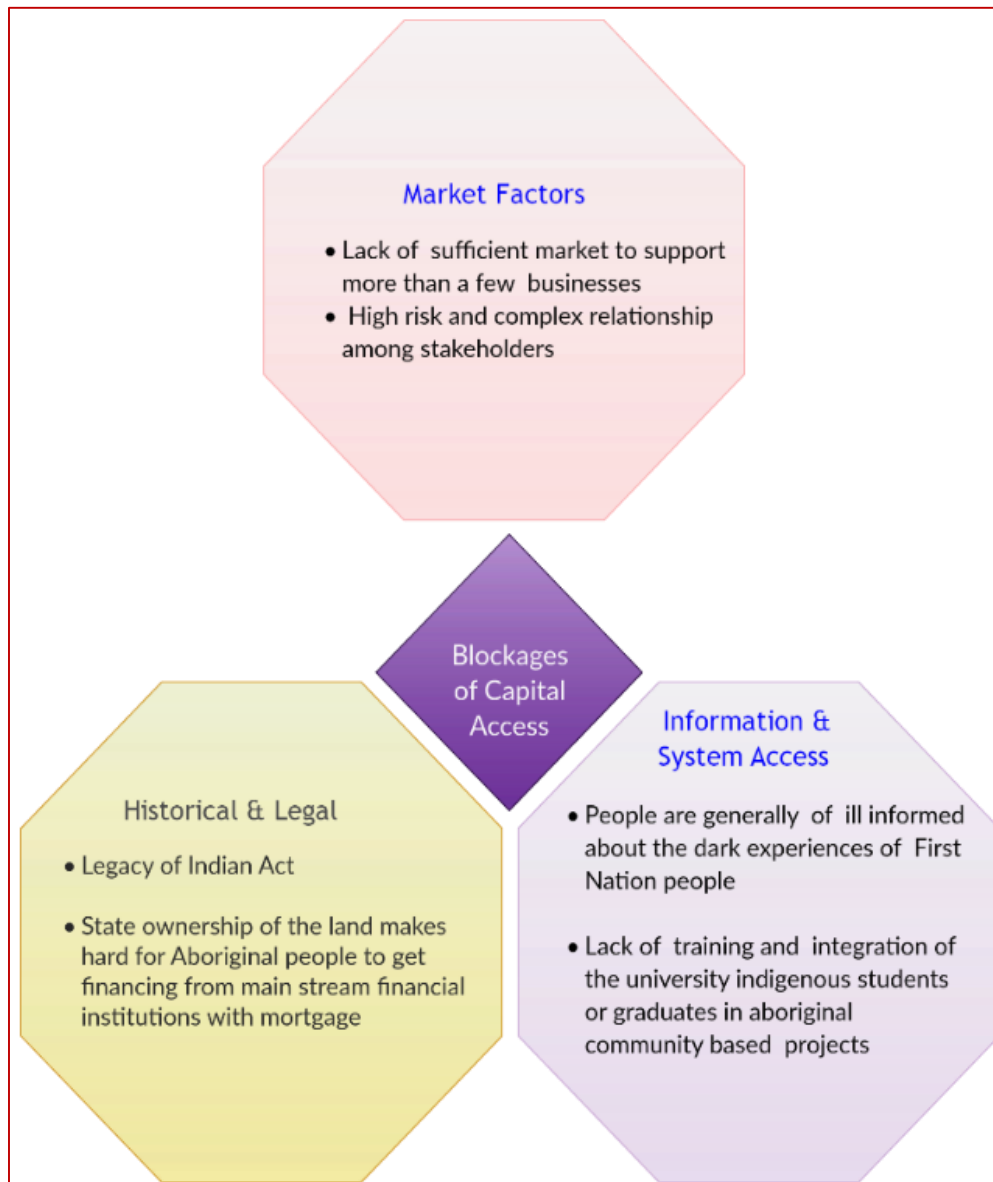 Market Factors
• Lack of sufficient market to support
more than a few businesses
• High risk and complex relationship
among stakeholders
Blockages
of Capital
Access
Historical & Legal
• Legacy of Indian Act
• State ownership of the land makes
hard for Aboriginal people to get
financing from main stream financial
institutions with mortgage
Information &
System Access
• People are generally of ill informed
about the dark experiences of First
Nation people
• Lack of training and integration of
the university indigenous students
or graduates in aboriginal
community based projects